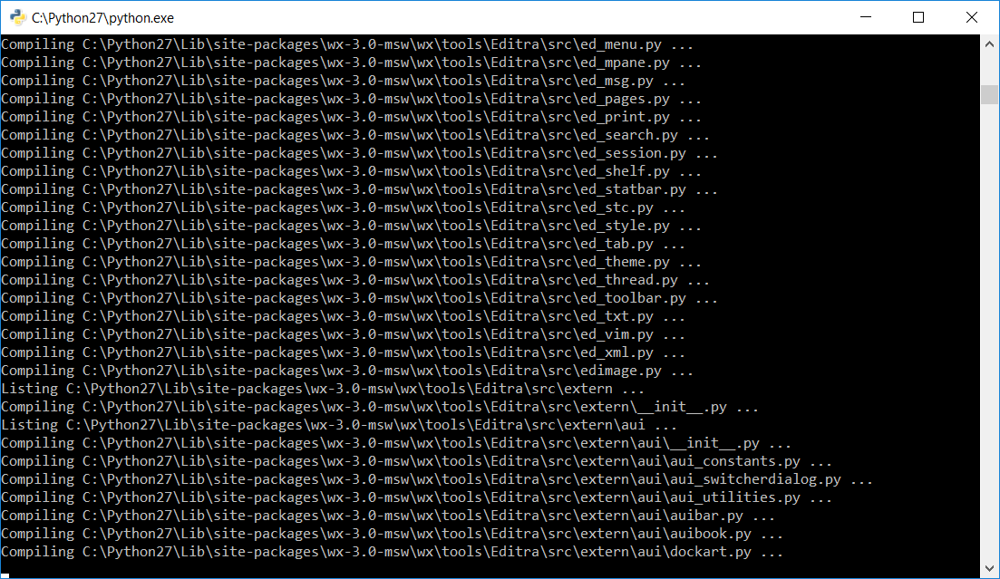 C:\Python27\python.exe
Compiling C:\Python27\Lib\site-packages\wx-3.0-msw\wx\tools\Editra\src\ed_menu.py ...
Compiling C:\Python27\Lib\site-packages\wx-3.0-msw\wx\tools\Editra\src\ed_mpane.py ...
Compiling C:\Python27\Lib\site-packages\wx-3.0-msw\wx\tools\Editra\src\ed_msg.py ...
Compiling C:\Python27\Lib\site-packages\wx-3.0-msw\wx\tools\Editra\src\ed_pages.py ...
Compiling C:\Python27\Lib\site-packages\wx-3.0-msw\wx\tools\Editra\src\ed_print.py ...
Compiling C:\Python27\Lib\site-packages\wx-3.0-msw\wx\tools\Editra\src\ed_search.py ...
Compiling C:\Python27\Lib\site-packages\wx-3.0-msw\wx\tools\Editra\src\ed_session.py ...
Compiling C:\Python27\Lib\site-packages\wx-3.0-msw\wx\tools\Editra\src\ed_shelf.py ...
Compiling C:\Python27\Lib\site-packages\wx-3.0-msw\wx\tools\Editra\src\ed_statbar.py ...
Compiling C:\Python27\Lib\site-packages\wx-3.0-msw\wx\tools\Editra\src\ed_stc.py ...
Compiling C:\Python27\Lib\site-packages\wx-3.0-msw\wx\tools\Editra\src\ed_style.py ...
Compiling C:\Python27\Lib\site-packages\wx-3.0-msw\wx\tools\Editra\src\ed_tab.py ...
Compiling C:\Python27\Lib\site-packages\wx-3.0-msw\wx\tools\Editra\src\ed_theme.py ...
Compiling C:\Python27\Lib\site-packages\wx-3.0-msw\wx\tools\Editra\src\ed_thread.py ...
Compiling C:\Python27\Lib\site-packages\wx-3.0-msw\wx\tools\Editra\src\ed_toolbar.py ...
Compiling C:\Python27\Lib\site-packages\wx-3.0-msw\wx\tools\Editra\src\ed_txt.py ...
Compiling C:\Python27\Lib\site-packages\wx-3.0-msw\wx\tools\Editra\src\ed_vim.py ...
Compiling C:\Python27\Lib\site-packages\wx-3.0-msw\wx\tools\Editra\src\ed_xml.py ...
Compiling C:\Python27\Lib\site-packages\wx-3.0-msw\wx\tools\Editra\src\edimage.py ...
Listing C:\Python27\Lib\site-packages\wx-3.0-msw\wx\tools\Editra\src\extern ...
Compiling C:\Python27\Lib\site-packages\wx-3.0-msw\wx\tools\Editra\src\extern\__init__.py ...
Listing C:\Python27\Lib\site-packages\wx-3.0-msw\wx\tools\Editra\src\extern\aui ...
Compiling C:\Python27\Lib\site-packages\wx-3.0-msw\wx\tools\Editra\src\extern\aui\__init__.py ...
Compiling C:\Python27\Lib\site-packages\wx-3.0-msw\wx\tools\Editra\src\extern\aui\aui_constants.py ...
Compiling C:\Python27\Lib\site-packages\wx-3.0-msw\wx\tools\Editra\src\extern\aui\aui_switcherdialog.py ...
Compiling C:\Python27\Lib\site-packages\wx-3.0-msw\wx\tools\Editra\src\extern\aui\aui_utilities.py ...
Compiling C:\Python27\Lib\site-packages\wx-3.0-msw\wx\tools\Editra\src\extern\aui\auibar.py ...
Compiling C:\Python27\Lib\site-packages\wx-3.0-msw\wx\tools\Editra\src\extern\aui\auibook.py ...
Compiling C:\Python27\Lib\site-packages\wx-3.0-msw\wx\tools\Editra\src\extern\aui\dockart.py ...